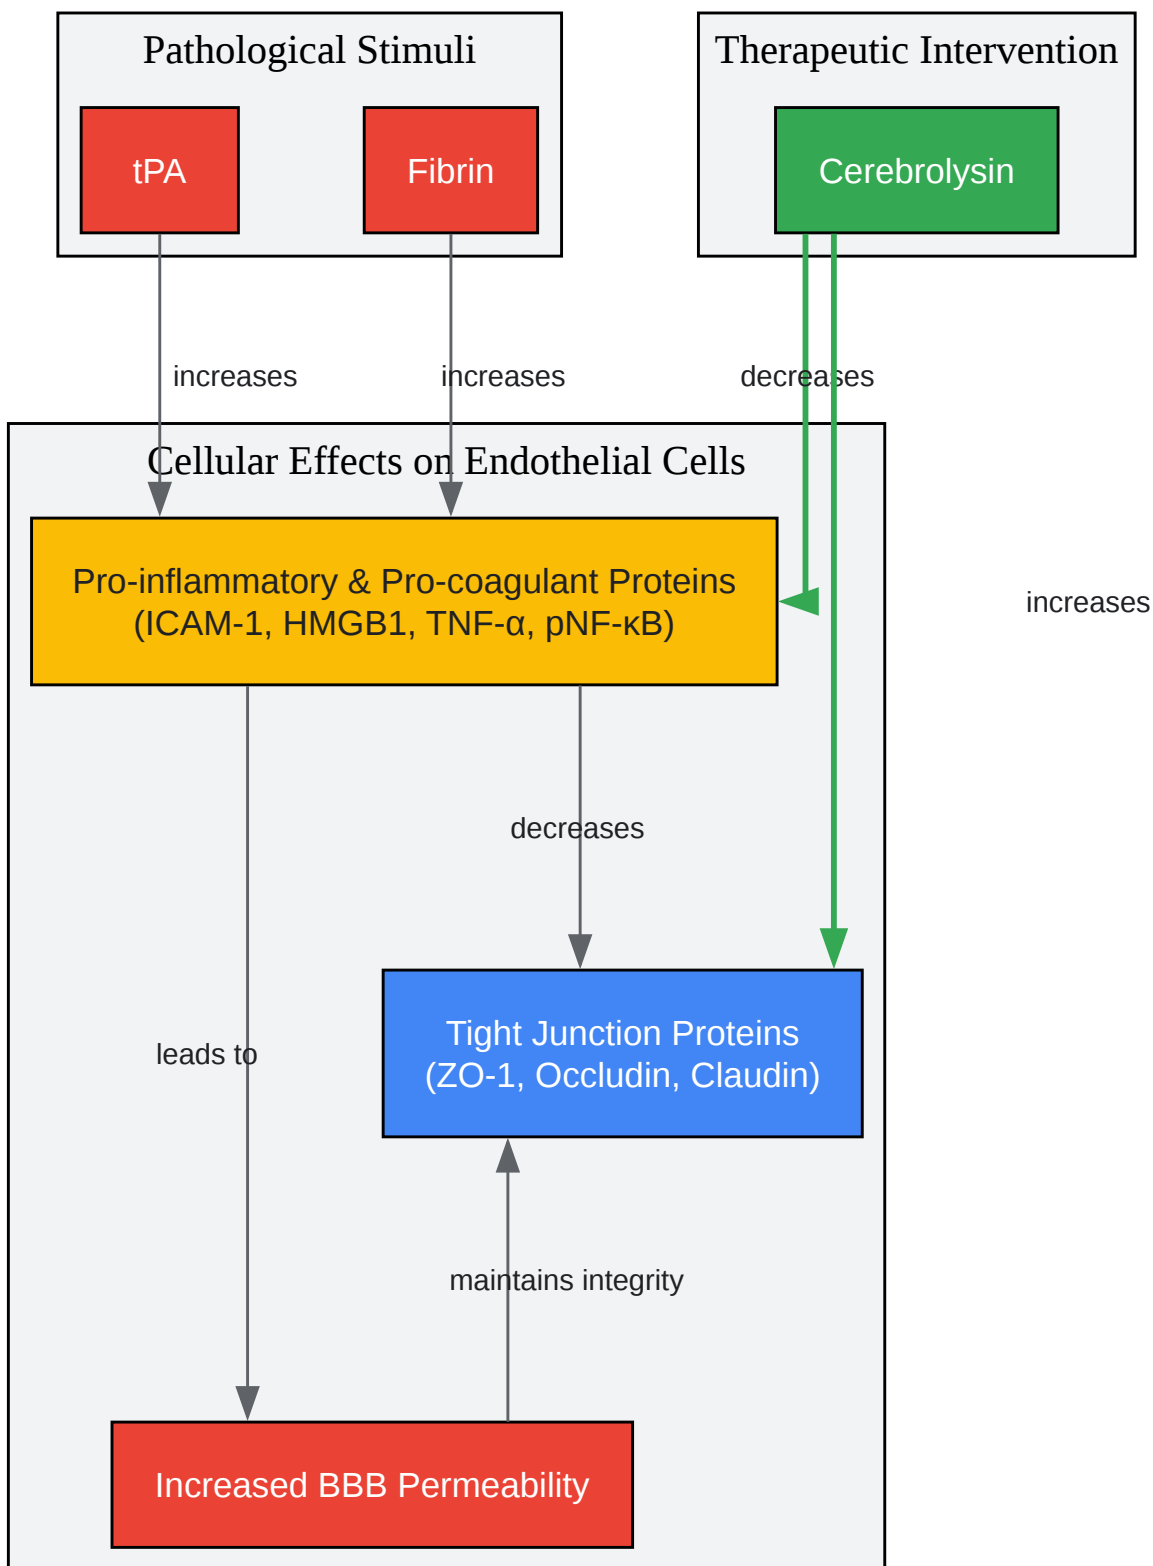 Pathological Stimuli
Therapeutic Intervention
tPA
Fibrin
Cerebrolysin
increases
increases
decreases
Cellular Effects on Endothelial Cells
Pro-inflammatory & Pro-coagulant Proteins
(ICAM-1, HMGB1, TNF-α, pNF-κB)
increases
decreases
Tight Junction Proteins
(ZO-1, Occludin, Claudin)
leads to
maintains integrity
Increased BBB Permeability